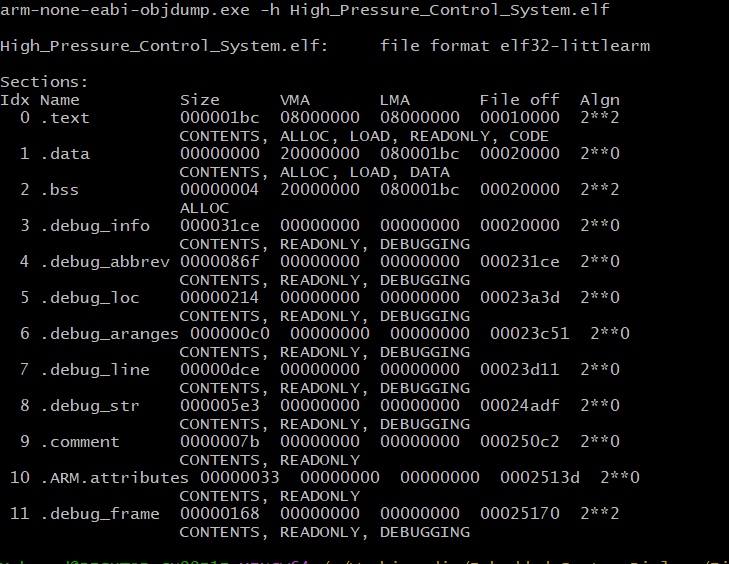 arm-none-eabi-objdump.exe -h High_Pressure_Control_System.elf
High_Pressure_Control_System.elf:     file format elf32-littlearm
Sections:
Idx Name          Size      VMA       LMA       File off  Algn
  0 .text         000001bc  08000000  08000000  00010000  2**2
                  CONTENTS, ALLOC, LOAD, READONLY, CODE
  1 .data         00000000  20000000  080001bc  00020000  2**0
                  CONTENTS, ALLOC, LOAD, DATA
  2 .bss          00000004  20000000  080001bc  00020000  2**2
                  ALLOC
  3 .debug_info   000031ce  00000000  00000000  00020000  2**0
                  CONTENTS, READONLY, DEBUGGING
  4 .debug_abbrev 0000086f  00000000  00000000  000231ce  2**0
                  CONTENTS, READONLY, DEBUGGING
  5 .debug_loc    00000214  00000000  00000000  00023a3d  2**0
                  CONTENTS, READONLY, DEBUGGING
  6 .debug_aranges 000000c0  00000000  00000000  00023c51  2**0
                  CONTENTS, READONLY, DEBUGGING
  7 .debug_line   00000dce  00000000  00000000  00023d11  2**0
                  CONTENTS, READONLY, DEBUGGING
  8 .debug_str    000005e3  00000000  00000000  00024adf  2**0
                  CONTENTS, READONLY, DEBUGGING
  9 .comment      0000007b  00000000  00000000  000250c2  2**0
                  CONTENTS, READONLY
 10 .ARM.attributes 00000033  00000000  00000000  0002513d  2**0
                  CONTENTS, READONLY
 11 .debug_frame  00000168  00000000  00000000  00025170  2**2
                  CONTENTS, READONLY, DEBUGGING